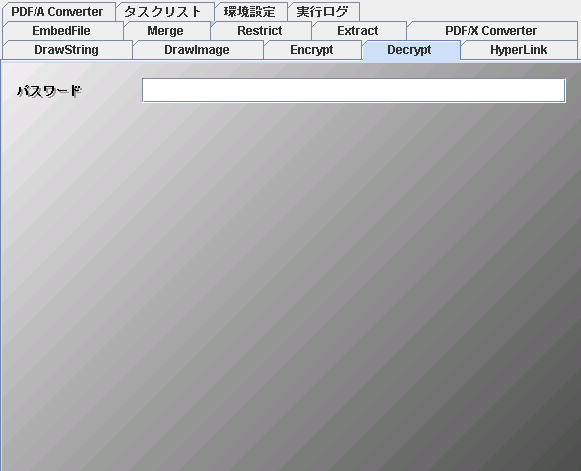 PDF/A Converter タスクリスト 環境設定 実行ログ
EmbedFile Merge Restrict Extract PDF/X Converter
DrawString DrawImage Encrypt Decrypt HyperLink
パスワード